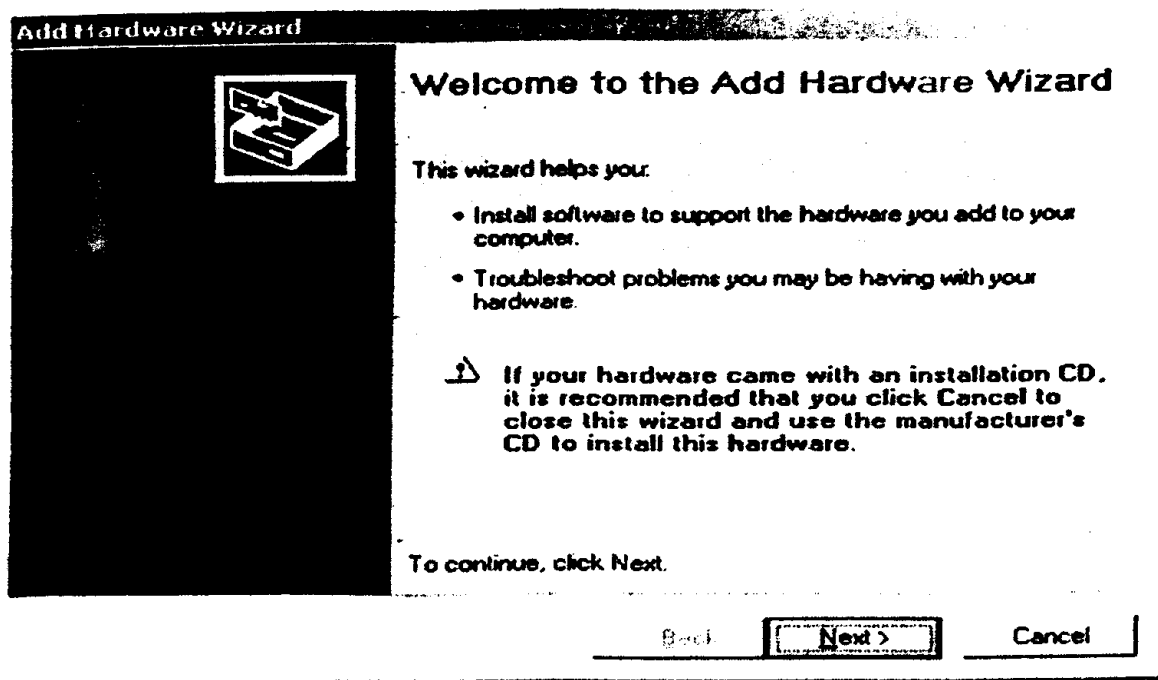 Add Hardware Wizard
Welcome to the Add Hardware Wizard
This wizard helps you:
• Install software to support the hardware you add to your
computer.
• Troubleshoot problems you may be having with your
hardware.
If your hardware came with an installation CD,
it is recommended that you click Cancel to
close this wizard and use the manufacturer's
CD to install this hardware.
To continue, click Next.
Back Next > Cancel